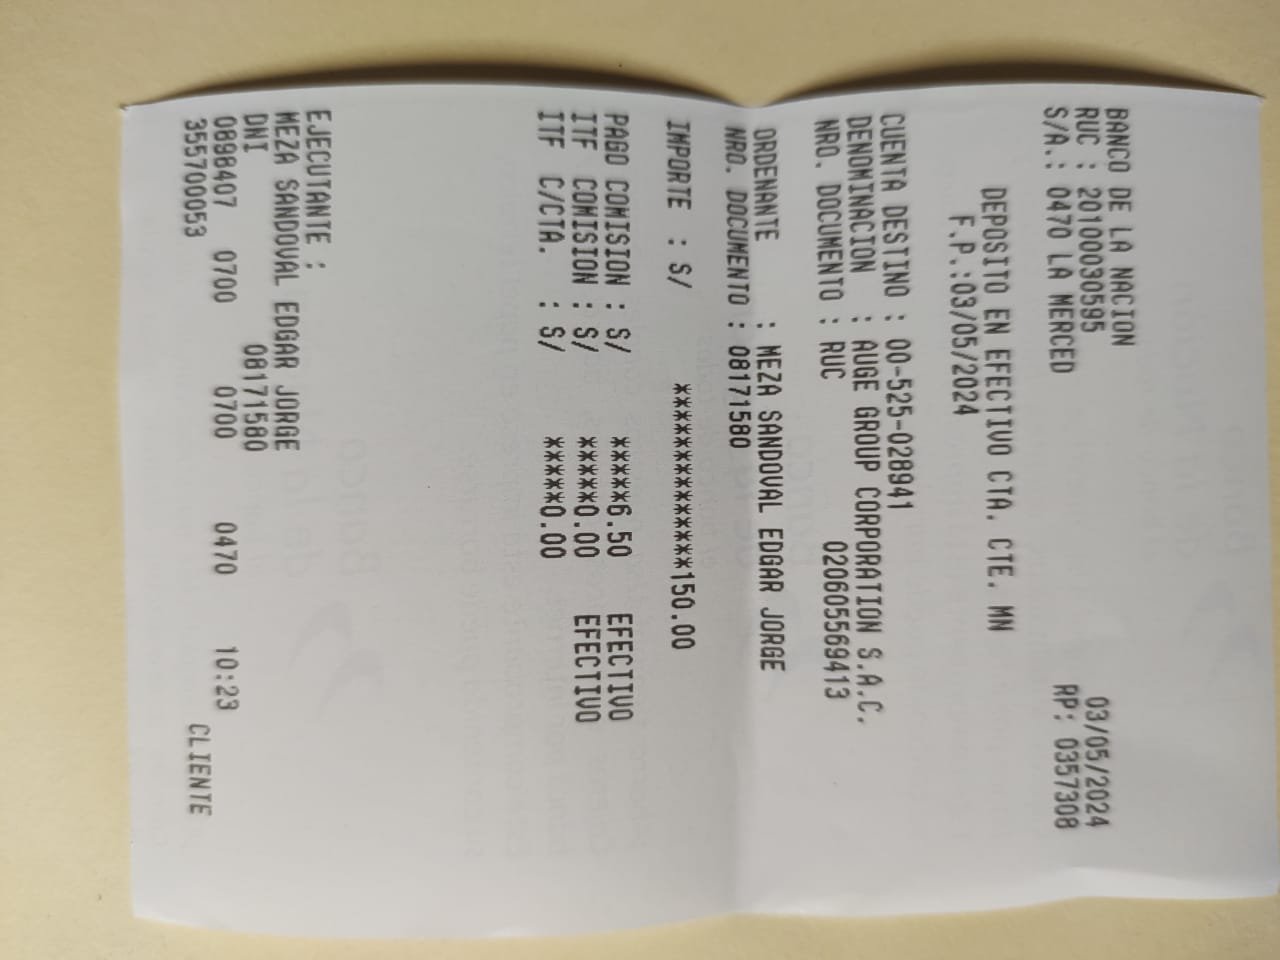 BANCO DE LA NACION 03/05/2024
RUC : 20100030595 RP: 0357308
S/A.: 0470 LA MERCED
DEPOSITO EN EFECTIVO CTA. CTE. MN
F.P.:03/05/2024
CUENTA DESTINO : 00-525-028941
DENOMINACION : AUGE GROUP CORPORATION S.A.C.
NRO. DOCUMENTO : RUC 020605569413
ORDENANTE : MEZA SANDOVAL EDGAR JORGE
NRO. DOCUMENTO : 08171580
IMPORTE : S/ ***************150.00
PAGO COMISION : S/ *****6.50 EFECTIVO
ITF COMISION : S/ *****0.00 EFECTIVO
ITF C/CTA. : S/ *****0.00
EJECUTANTE :
MEZA SANDOVAL EDGAR JORGE
DNI 08171580
0898407 0700 0700 0470 10:23
3557000053 CLIENTE